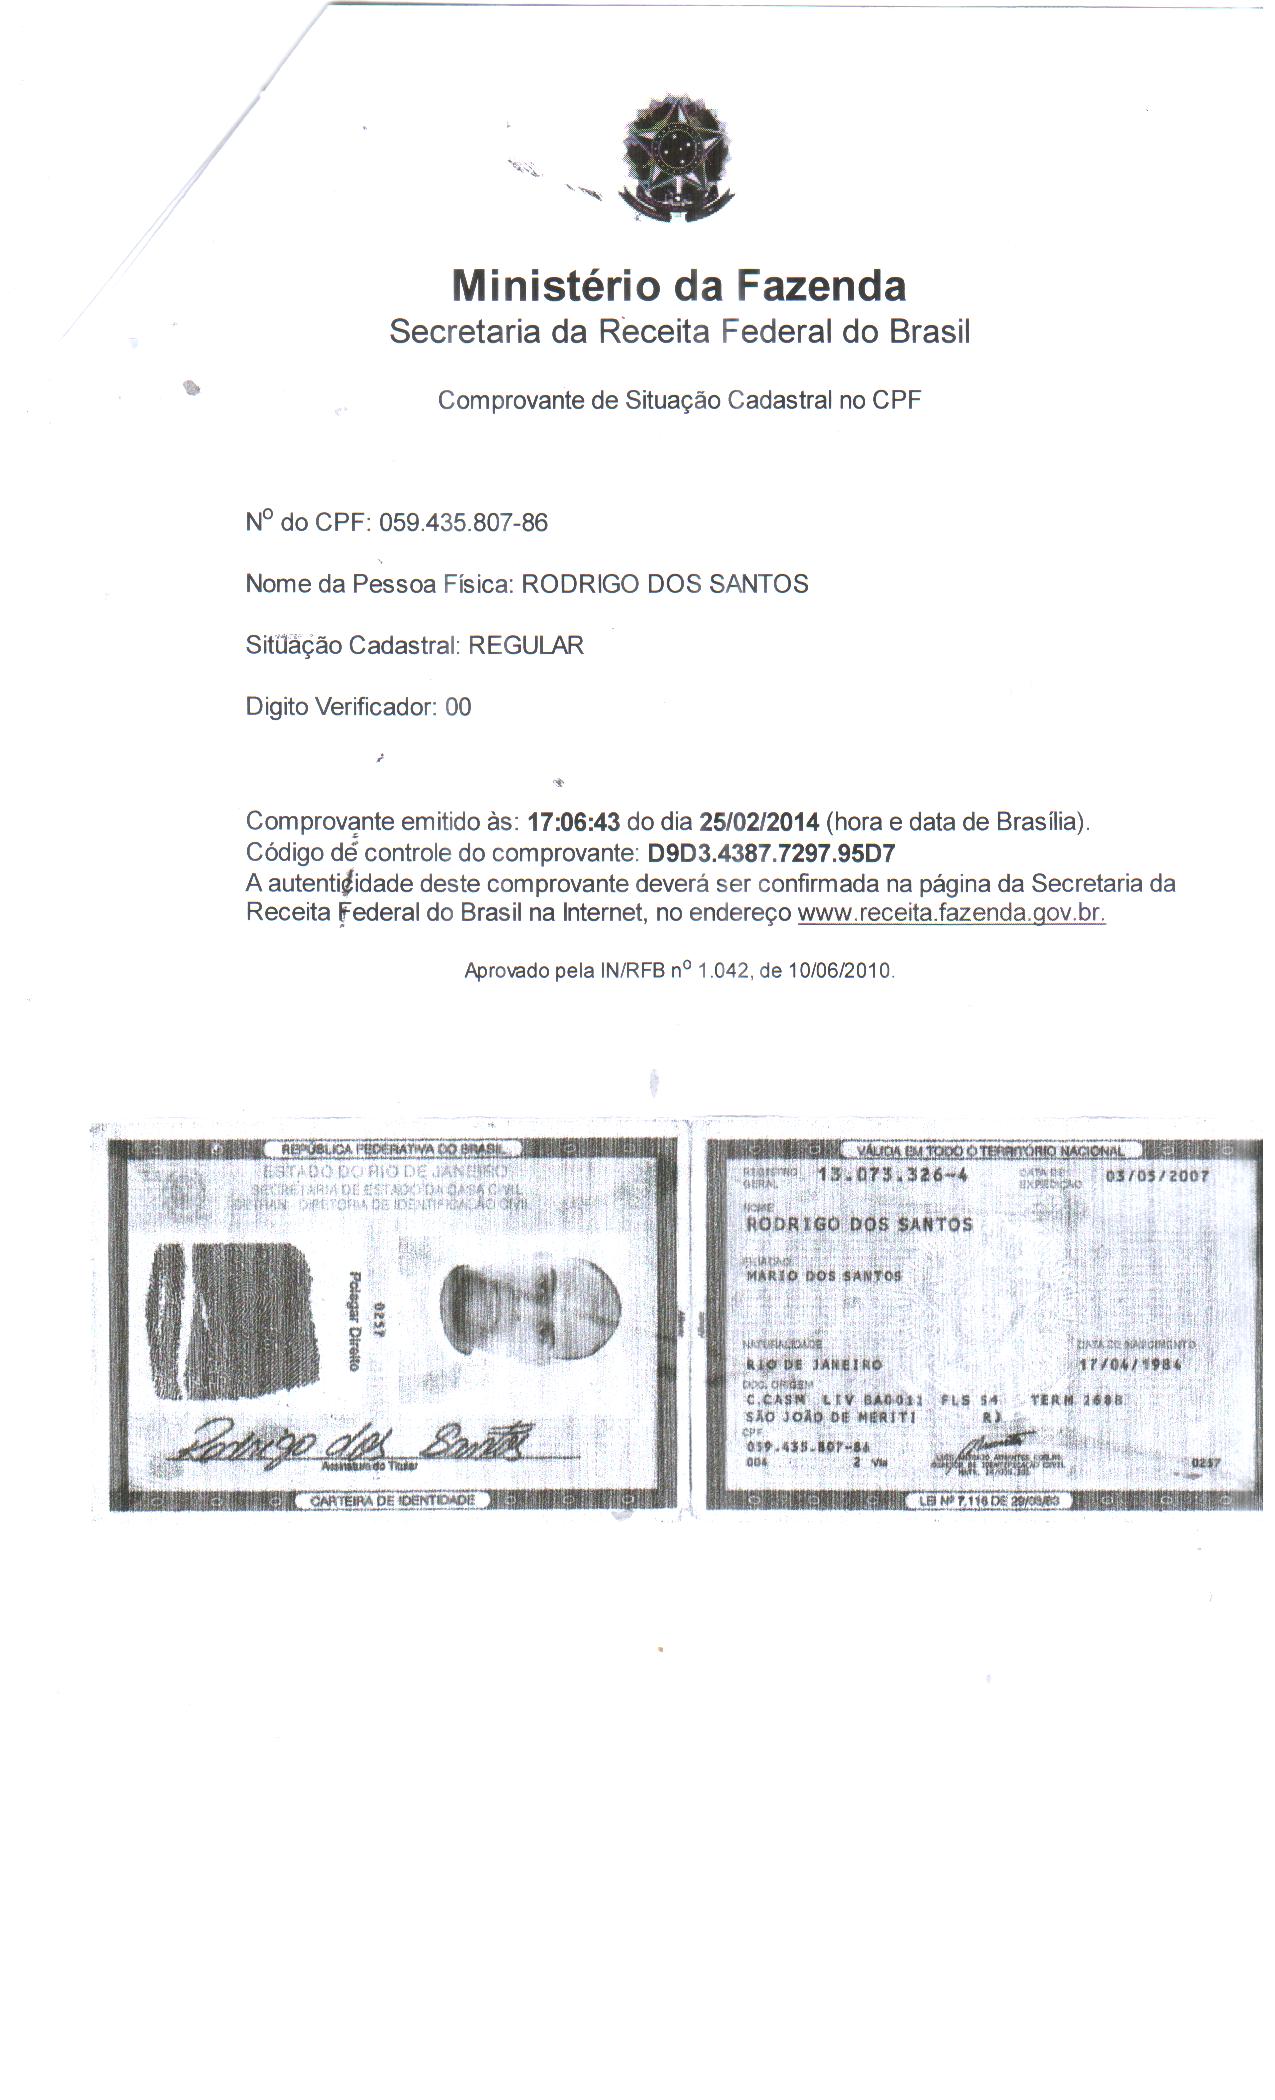 Ministério da Fazenda
Secretaria da Receita Federal do Brasil
Comprovante de Situação Cadastral no CPF
Nº do CPF: 059.435.807-86
Nome da Pessoa Física: RODRIGO DOS SANTOS
Situação Cadastral: REGULAR
Digito Verificador: 00
Comprovante emitido às: 17:06:43 do dia 25/02/2014 (hora e data de Brasília).
Código de controle do comprovante: D9D3.4387.7297.95D7
A autenticidade deste comprovante deverá ser confirmada na página da Secretaria da
Receita Federal do Brasil na Internet, no endereço www.receita.fazenda.gov.br.
Aprovado pela IN/RFB nº 1.042, de 10/06/2010.
REPÚBLICA FEDERATIVA DO BRASIL
ESTADO DO RIO DE JANEIRO
SECRETARIA DE ESTADO DA CASA CIVIL
DETRAN DIRETORIA DE IDENTIFICAÇÃO CIVIL
Polegar Direito
0257
Rodrigo dos Santos
Assinatura do Titular
CARTEIRA DE IDENTIDADE
VÁLIDA EM TODO O TERRITÓRIO NACIONAL
REGISTRO GERAL 13.073.326-4 DATA DE EXPEDIÇÃO 03/05/2007
NOME
RODRIGO DOS SANTOS
FILIAÇÃO
MARIO DOS SANTOS
NATURALIDADE DATA DE NASCIMENTO
RIO DE JANEIRO 17/04/1984
DOC. ORIGEM
C.CASM LIV BA0011 FLS 54 TERM 2688
SÃO JOÃO DE MERITI RJ
CPF
059.435.807-86
004 2 Via 0257
LEI Nº 7.116 DE 29/08/83